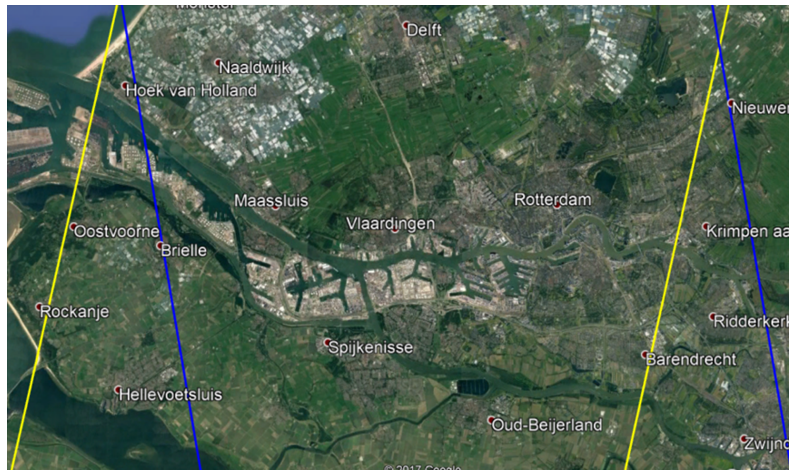 Monster
Delft
Naaldwijk
Hoek van Holland
Nieuwer
Maassluis
Rotterdam
Vlaardingen
Oostvoorne
Krimpen aa
Brielle
Rockanje
Ridderkerk
Spijkenisse
Barendrecht
Hellevoetsluis
Oud-Beijerland
Zwijnd
© 2017 Google